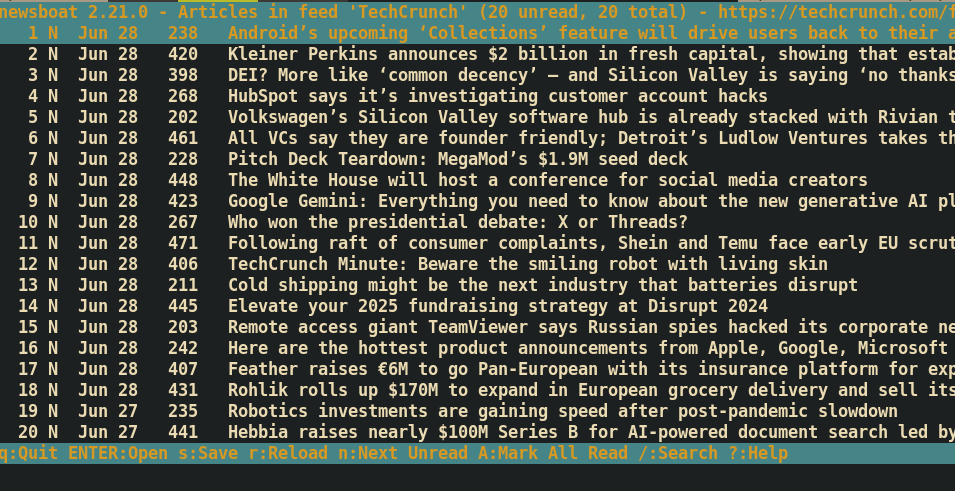 newsboat 2.21.0 - Articles in feed 'TechCrunch' (20 unread, 20 total) - https://techcrunch.com/f
1 N Jun 28 238 Android’s upcoming ‘Collections’ feature will drive users back to their a
2 N Jun 28 420 Kleiner Perkins announces $2 billion in fresh capital, showing that estab
3 N Jun 28 398 DEI? More like ‘common decency’ — and Silicon Valley is saying ‘no thanks
4 N Jun 28 268 HubSpot says it’s investigating customer account hacks
5 N Jun 28 202 Volkswagen’s Silicon Valley software hub is already stacked with Rivian t
6 N Jun 28 461 All VCs say they are founder friendly; Detroit’s Ludlow Ventures takes th
7 N Jun 28 228 Pitch Deck Teardown: MegaMod’s $1.9M seed deck
8 N Jun 28 448 The White House will host a conference for social media creators
9 N Jun 28 423 Google Gemini: Everything you need to know about the new generative AI pl
10 N Jun 28 267 Who won the presidential debate: X or Threads?
11 N Jun 28 471 Following raft of consumer complaints, Shein and Temu face early EU scrut
12 N Jun 28 406 TechCrunch Minute: Beware the smiling robot with living skin
13 N Jun 28 211 Cold shipping might be the next industry that batteries disrupt
14 N Jun 28 445 Elevate your 2025 fundraising strategy at Disrupt 2024
15 N Jun 28 203 Remote access giant TeamViewer says Russian spies hacked its corporate ne
16 N Jun 28 242 Here are the hottest product announcements from Apple, Google, Microsoft
17 N Jun 28 407 Feather raises €6M to go Pan-European with its insurance platform for exp
18 N Jun 28 431 Rohlik rolls up $170M to expand in European grocery delivery and sell its
19 N Jun 27 235 Robotics investments are gaining speed after post-pandemic slowdown
20 N Jun 27 441 Hebbia raises nearly $100M Series B for AI-powered document search led by
q:Quit ENTER:Open s:Save r:Reload n:Next Unread A:Mark All Read /:Search ?:Help